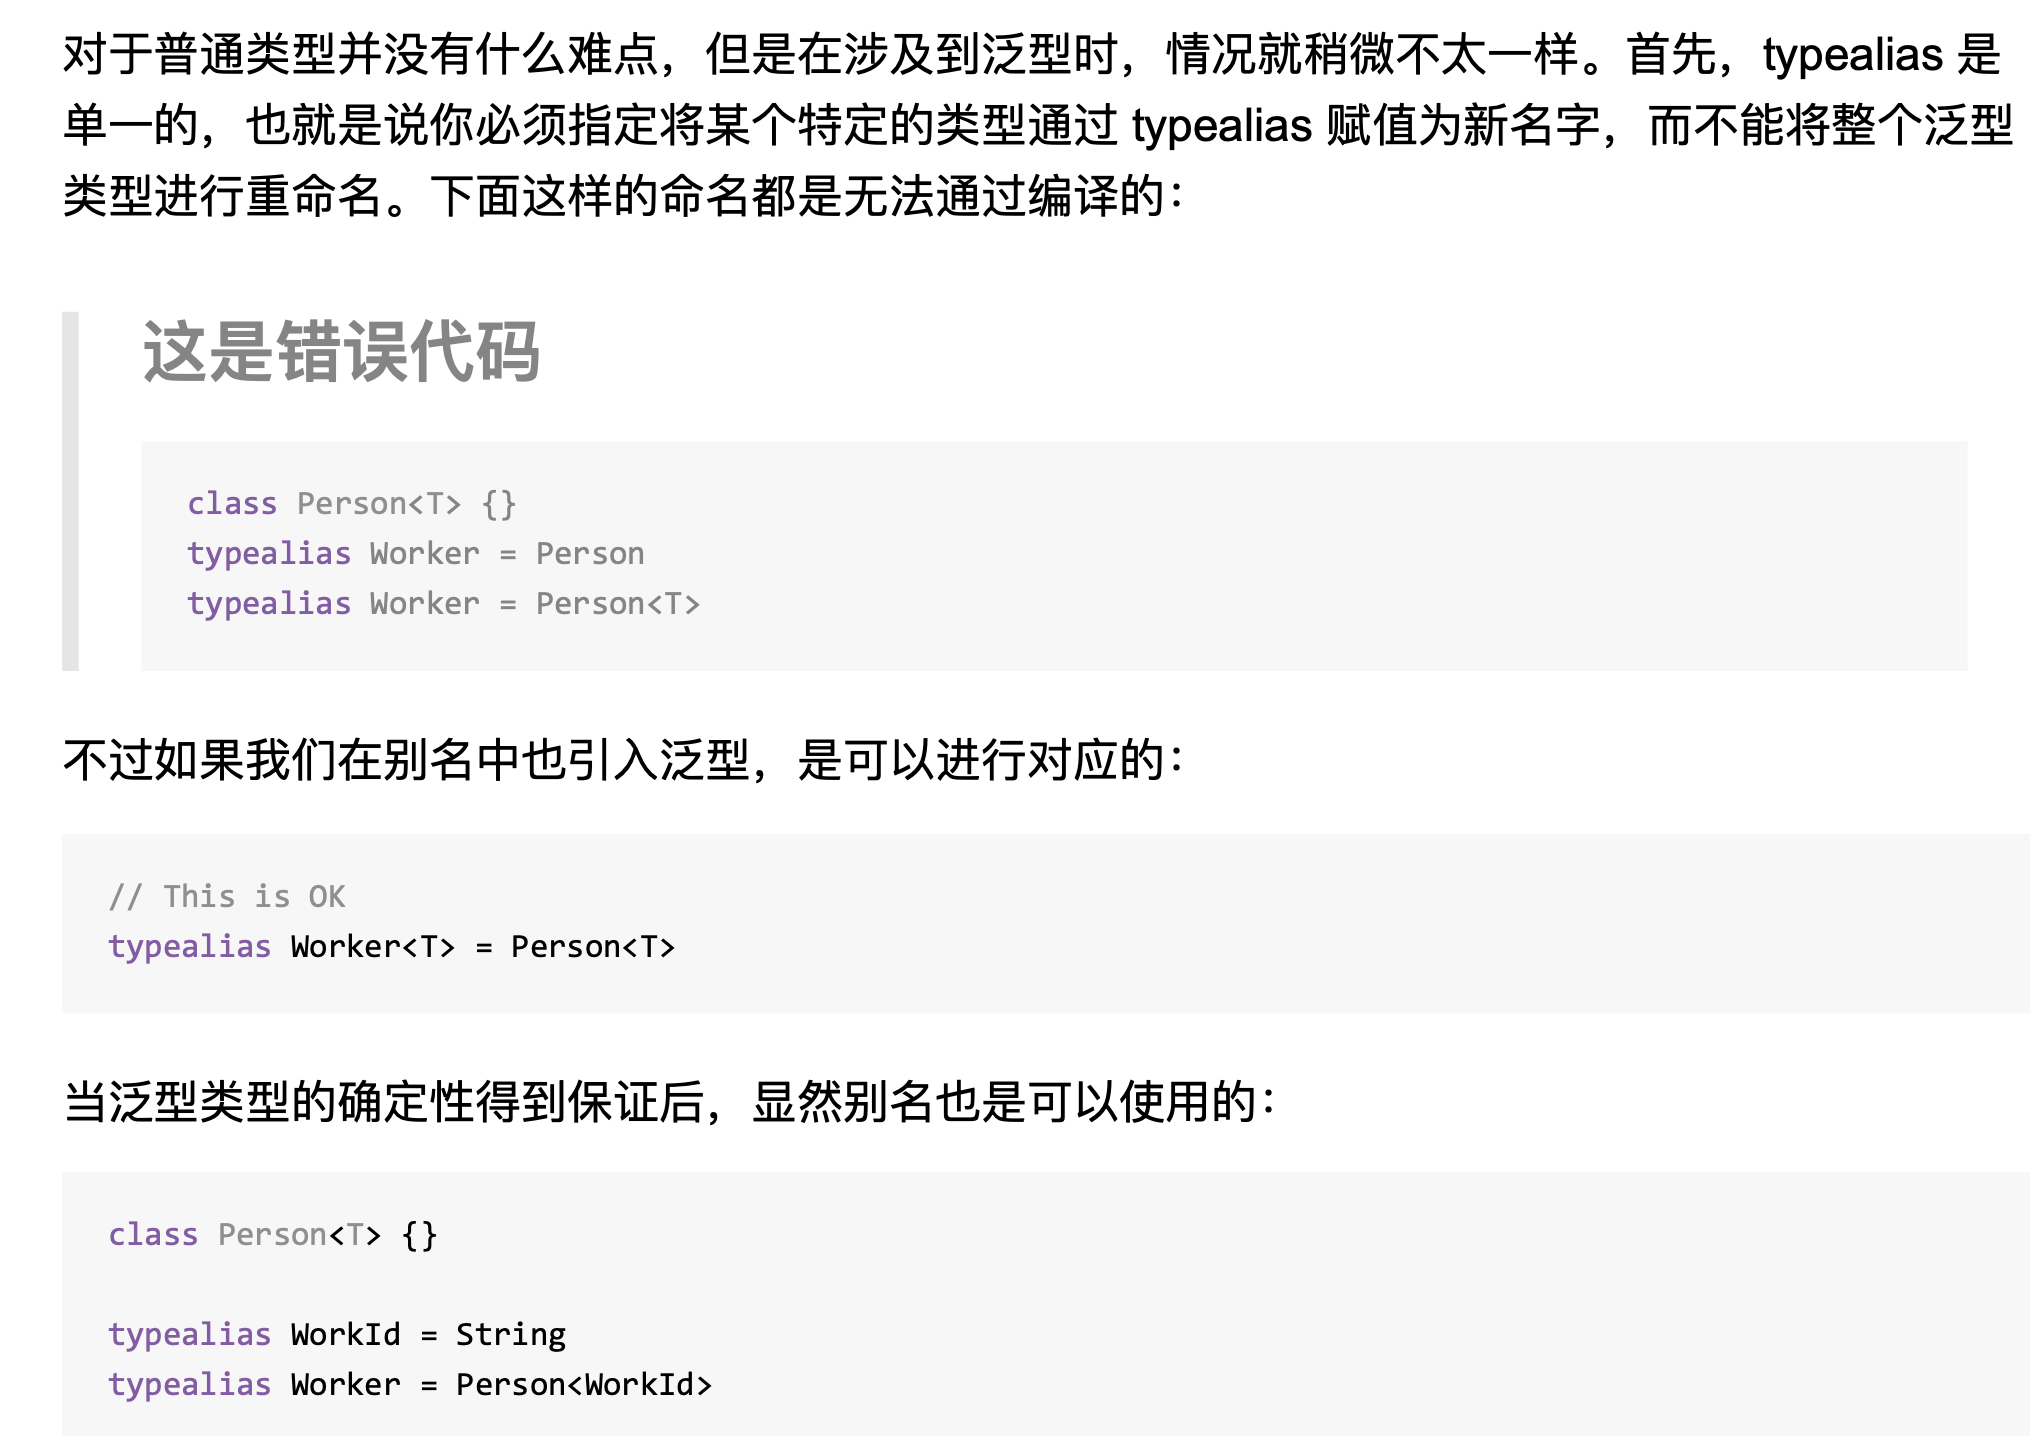 对于普通类型并没有什么难点，但是在涉及到泛型时，情况就稍微不太一样。首先，typealias 是
单一的，也就是说你必须指定将某个特定的类型通过 typealias 赋值为新名字，而不能将整个泛型
类型进行重命名。下面这样的命名都是无法通过编译的：
这是错误代码
class Person<T> {}
typealias Worker = Person
typealias Worker = Person<T>
不过如果我们在别名中也引入泛型，是可以进行对应的：
// This is OK
typealias Worker<T> = Person<T>
当泛型类型的确定性得到保证后，显然别名也是可以使用的：
class Person<T> {}
typealias WorkId = String
typealias Worker = Person<WorkId>